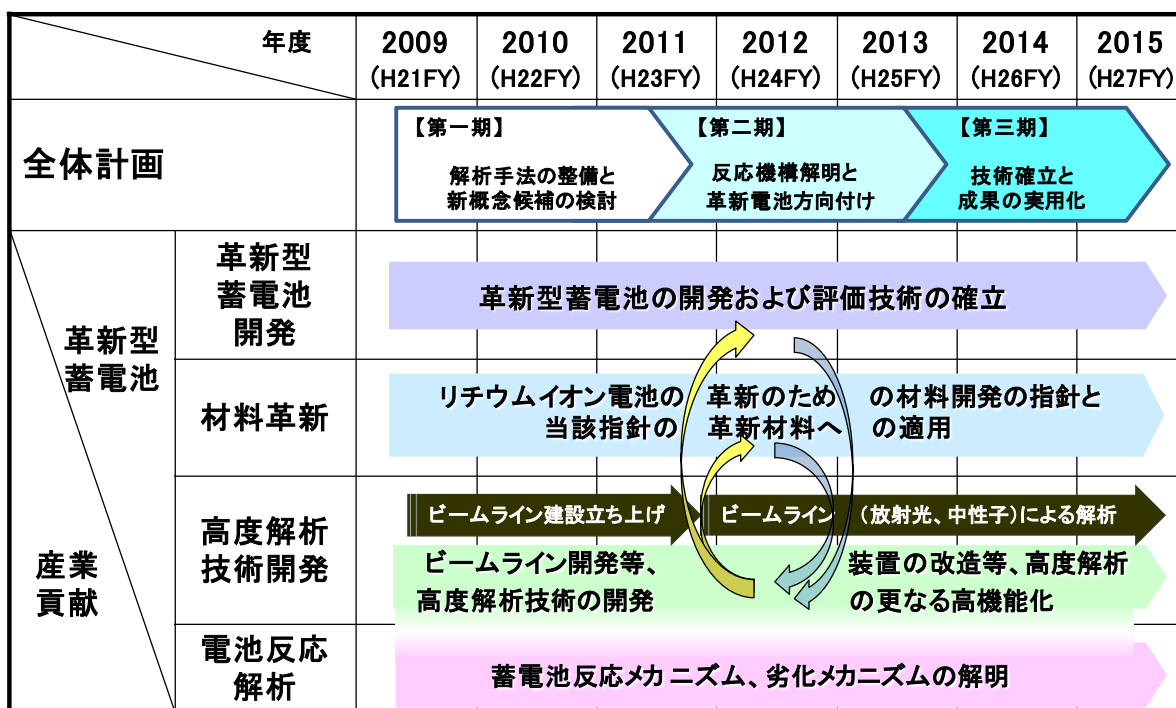 年度
2009 2010 2011 2012 2013 2014 2015
(H21FY) (H22FY) (H23FY) (H24FY) (H25FY) (H26FY) (H27FY)
全体計画
【第一期】
解析手法の整備と
新概念候補の検討
【第二期】
反応機構解明と
革新電池方向付け
【第三期】
技術確立と
成果の実用化
革新型
蓄電池
産業
貢献
革新型
蓄電池
開発
革新型蓄電池の開発および評価技術の確立
材料革新
リチウムイオン電池の 革新のため の材料開発の指針と
当該指針の 革新材料へ の適用
高度解析
技術開発
ビームライン建設立ち上げ
ビームライン (放射光、中性子)による解析
ビームライン開発等、
高度解析技術の開発
装置の改造等、高度解析
の更なる高機能化
電池反応
解析
蓄電池反応メカニズム、劣化メカニズムの解明